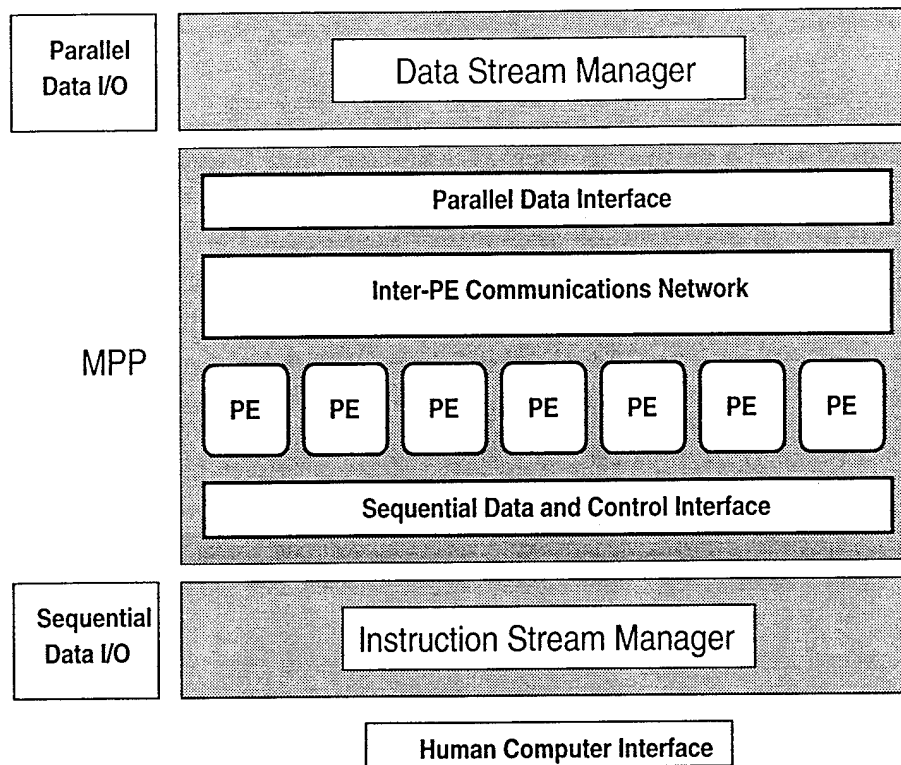 Parallel
Data I/O
Data Stream Manager
Parallel Data Interface
Inter-PE Communications Network
MPP
PE PE PE PE PE PE PE
Sequential Data and Control Interface
Sequential
Data I/O
Instruction Stream Manager
Human Computer Interface